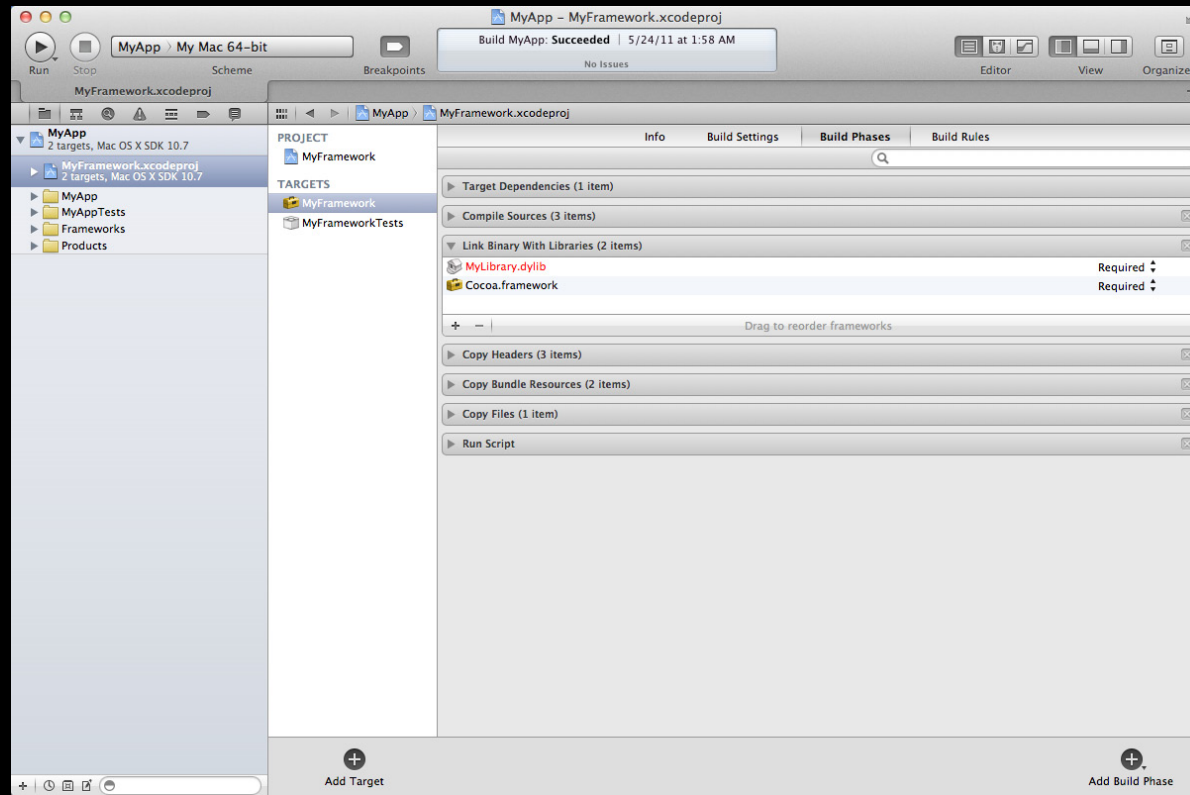 MyApp – MyFramework.xcodeproj
MyApp › My Mac 64-bit
Build MyApp: Succeeded | 5/24/11 at 1:58 AM
No Issues
Run Stop Scheme Breakpoints Editor View Organize
MyFramework.xcodeproj
MyApp › MyFramework.xcodeproj
MyApp
2 targets, Mac OS X SDK 10.7
MyFramework.xcodeproj
2 targets, Mac OS X SDK 10.7
MyApp
MyAppTests
Frameworks
Products
PROJECT
MyFramework
TARGETS
MyFramework
MyFrameworkTests
Info Build Settings Build Phases Build Rules
Target Dependencies (1 item)
Compile Sources (3 items)
Link Binary With Libraries (2 items)
MyLibrary.dylib Required
Cocoa.framework Required
+ − Drag to reorder frameworks
Copy Headers (3 items)
Copy Bundle Resources (2 items)
Copy Files (1 item)
Run Script
Add Target
Add Build Phase